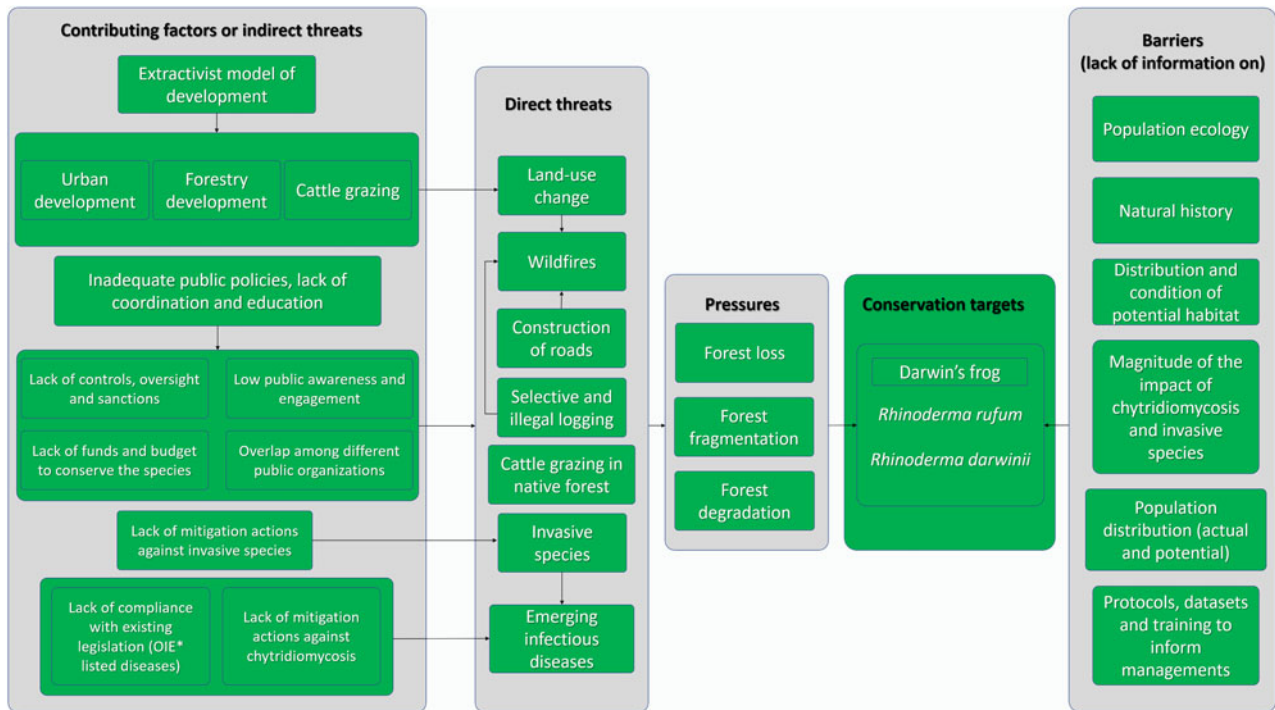 Contributing factors or indirect threats
Extractivist model of
development
Urban
development
Forestry
development
Cattle grazing
Inadequate public policies, lack of
coordination and education
Lack of controls, oversight
and sanctions
Low public awareness and
engagement
Lack of funds and budget
to conserve the species
Overlap among different
public organizations
Lack of mitigation actions
against invasive species
Lack of compliance
with existing
legislation (OIE*
listed diseases)
Lack of mitigation
actions against
chytridiomycosis
Direct threats
Land-use
change
Wildfires
Construction
of roads
Selective and
illegal logging
Cattle grazing in
native forest
Invasive
species
Emerging
infectious
diseases
Pressures
Forest loss
Forest
fragmentation
Forest
degradation
Conservation targets
Darwin’s frog
Rhinoderma rufum
Rhinoderma darwinii
Barriers
(lack of information on)
Population ecology
Natural history
Distribution and
condition of
potential habitat
Magnitude of the
impact of
chytridiomycosis
and invasive
species
Population
distribution (actual
and potential)
Protocols, datasets
and training to
inform
managements